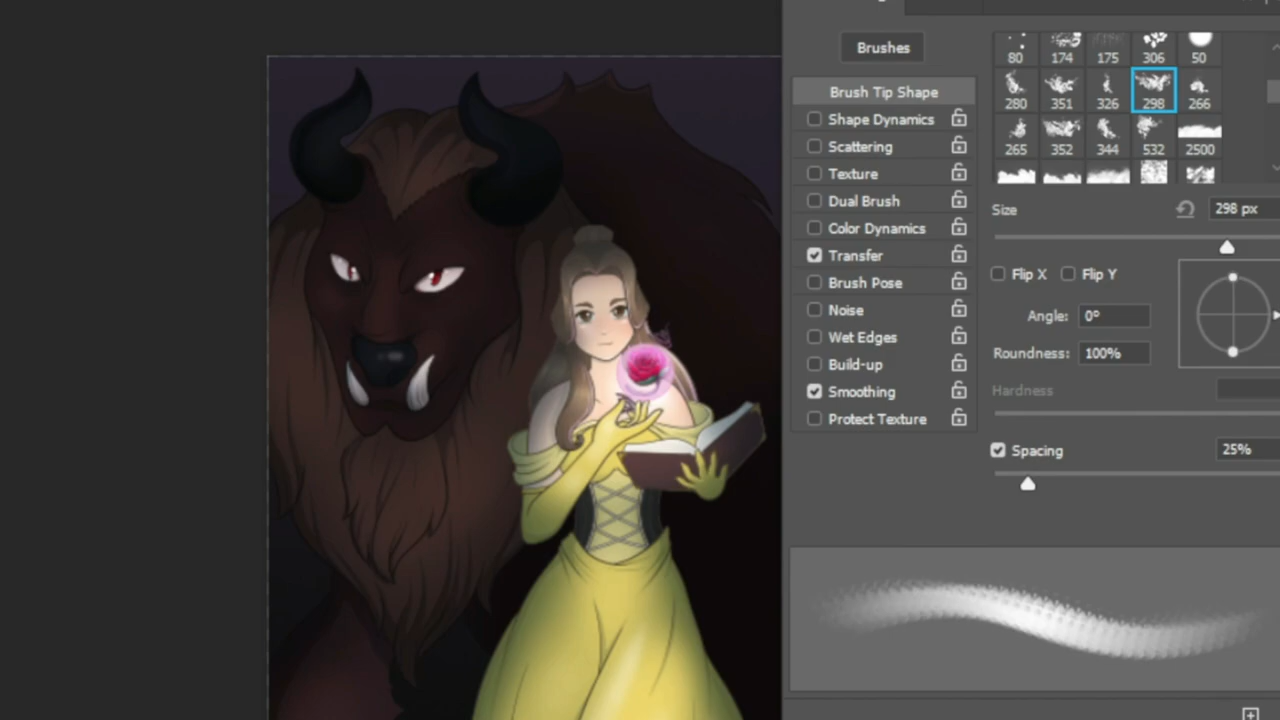 Brushes
Brush Tip Shape
Shape Dynamics
Scattering
Texture
Dual Brush
Color Dynamics
Transfer
Brush Pose
Noise
Wet Edges
Build-up
Smoothing
Protect Texture
80 174 175 306 50
280 351 326 298 266
265 352 344 532 2500
Size 298 px
Flip X Flip Y
Angle: 0°
Roundness: 100%
Hardness
Spacing 25%